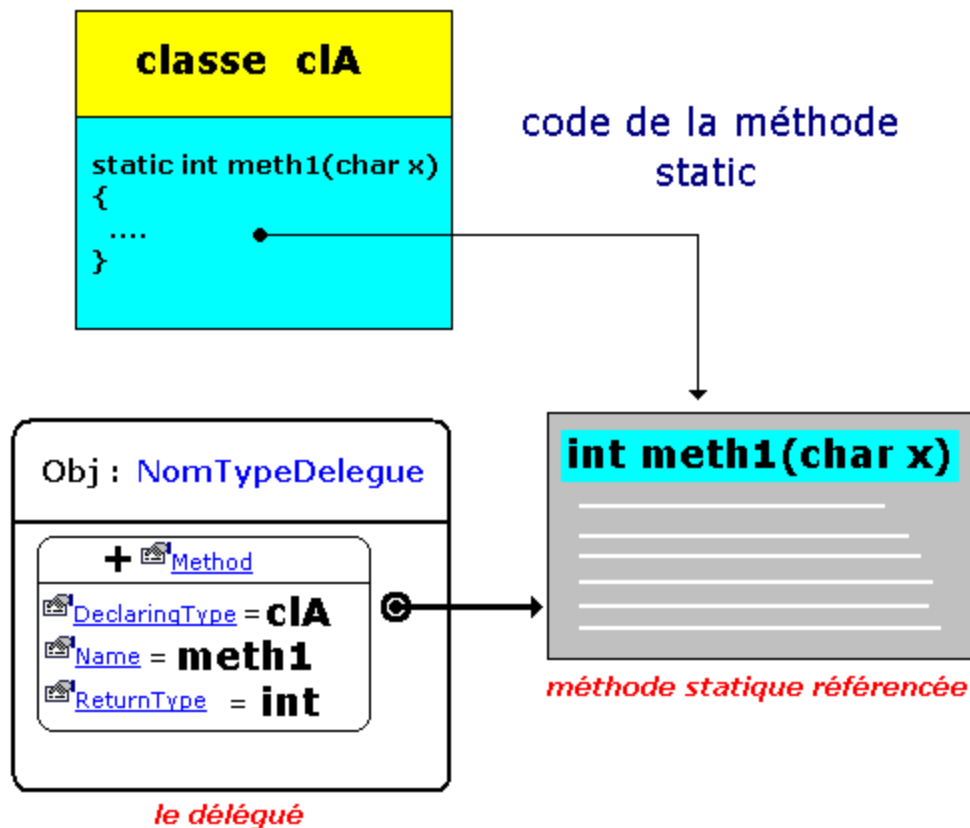 classe clA
code de la méthode
static
static int meth1(char x)
{
....
}
int meth1(char x)
Obj : NomTypeDelegue
+ Method
DeclaringType = clA
Name = meth1
ReturnType = int
méthode statique référencée
le délégué